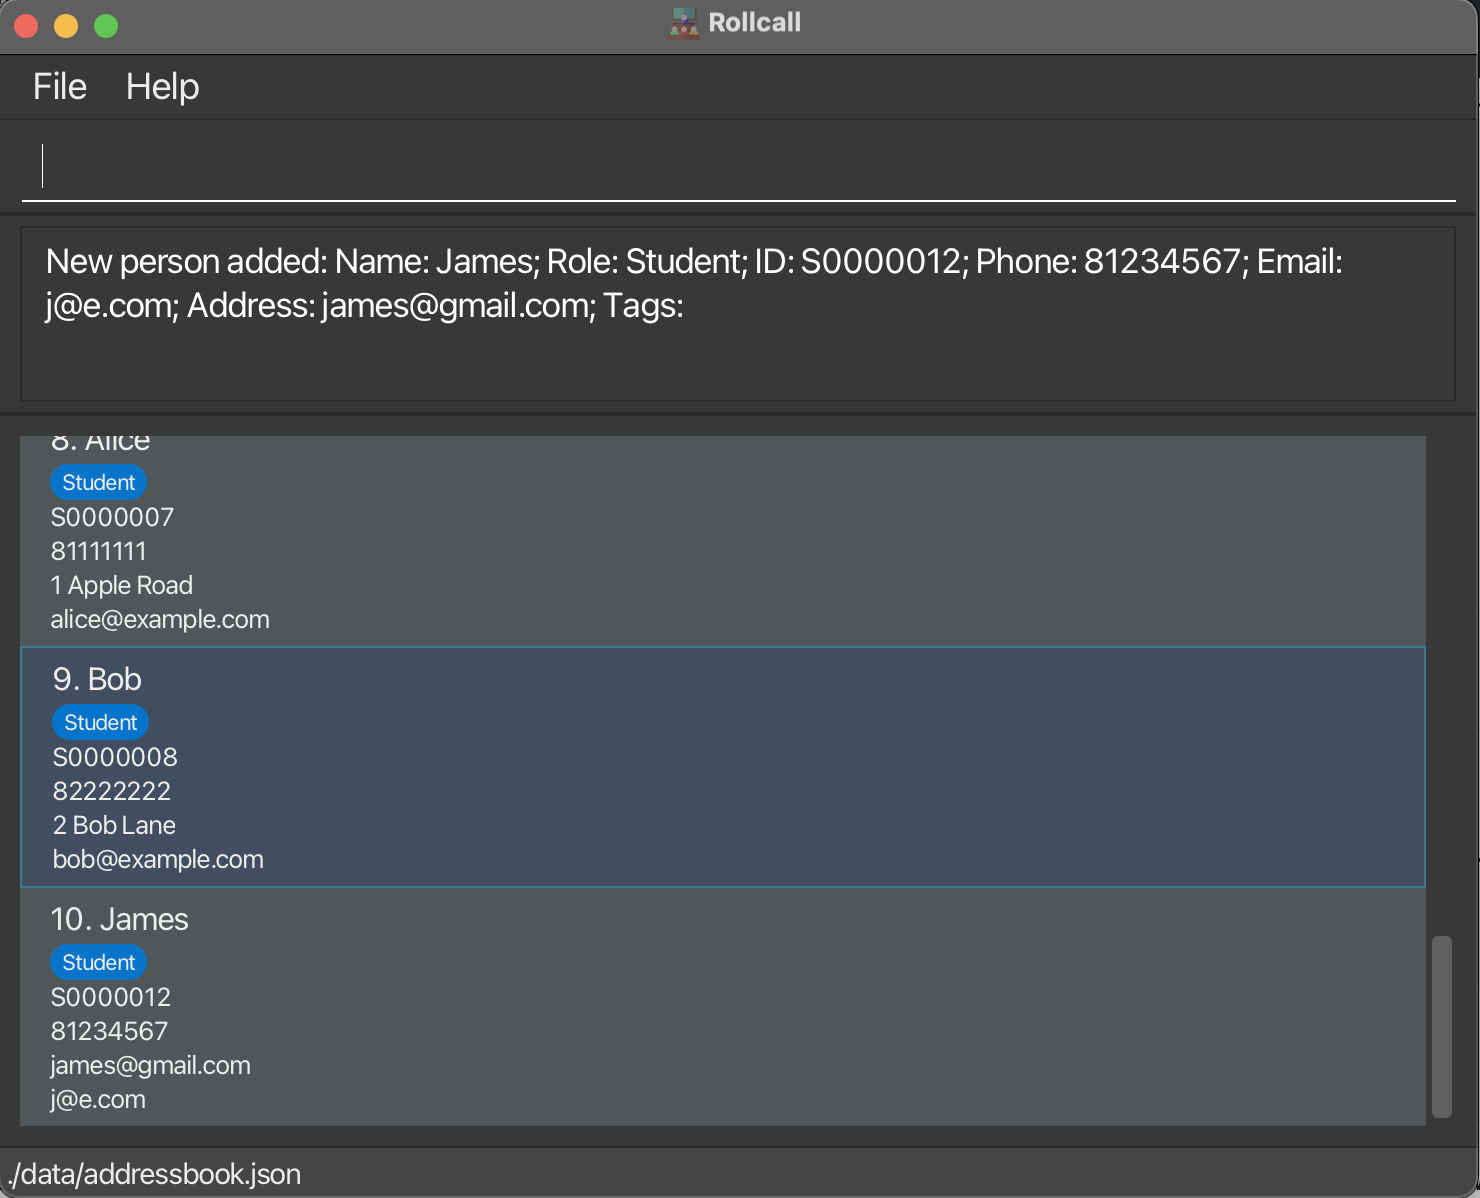 Rollcall
File Help
New person added: Name: James; Role: Student; ID: S0000012; Phone: 81234567; Email:
j@e.com; Address: james@gmail.com; Tags:
8. Alice
Student
S0000007
81111111
1 Apple Road
alice@example.com
9. Bob
Student
S0000008
82222222
2 Bob Lane
bob@example.com
10. James
Student
S0000012
81234567
james@gmail.com
j@e.com
./data/addressbook.json